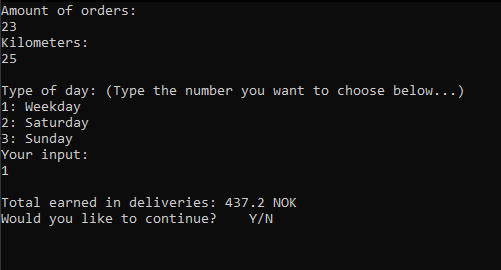 Amount of orders:
23
Kilometers:
25
Type of day: (Type the number you want to choose below...)
1: Weekday
2: Saturday
3: Sunday
Your input:
1
Total earned in deliveries: 437.2 NOK
Would you like to continue?    Y/N